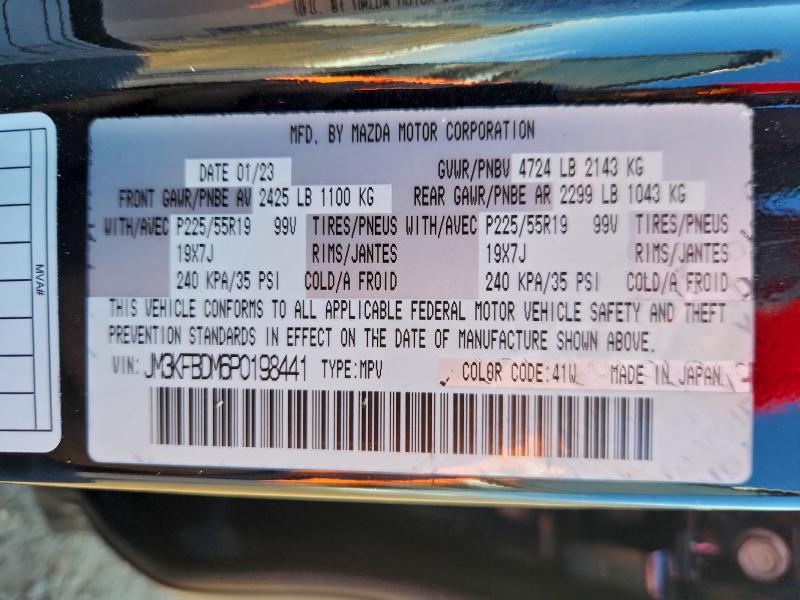 MFD. BY MAZDA MOTOR CORPORATION
DATE 01/23 GVWR/PNBV 4724 LB 2143 KG
FRONT GAWR/PNBE AV 2425 LB 1100 KG REAR GAWR/PNBE AR 2299 LB 1043 KG
WITH/AVEC P225/55R19 99V TIRES/PNEUS WITH/AVEC P225/55R19 99V TIRES/PNEUS
19X7J RIMS/JANTES 19X7J RIMS/JANTES
240 KPA/35 PSI COLD/A FROID 240 KPA/35 PSI COLD/A FROID
THIS VEHICLE CONFORMS TO ALL APPLICABLE FEDERAL MOTOR VEHICLE SAFETY AND THEFT
PREVENTION STANDARDS IN EFFECT ON THE DATE OF MANUFACTURE SHOWN ABOVE.
VIN: JM3KFBDM6P0198441 TYPE:MPV COLOR CODE:41W MADE IN JAPAN
MVA#